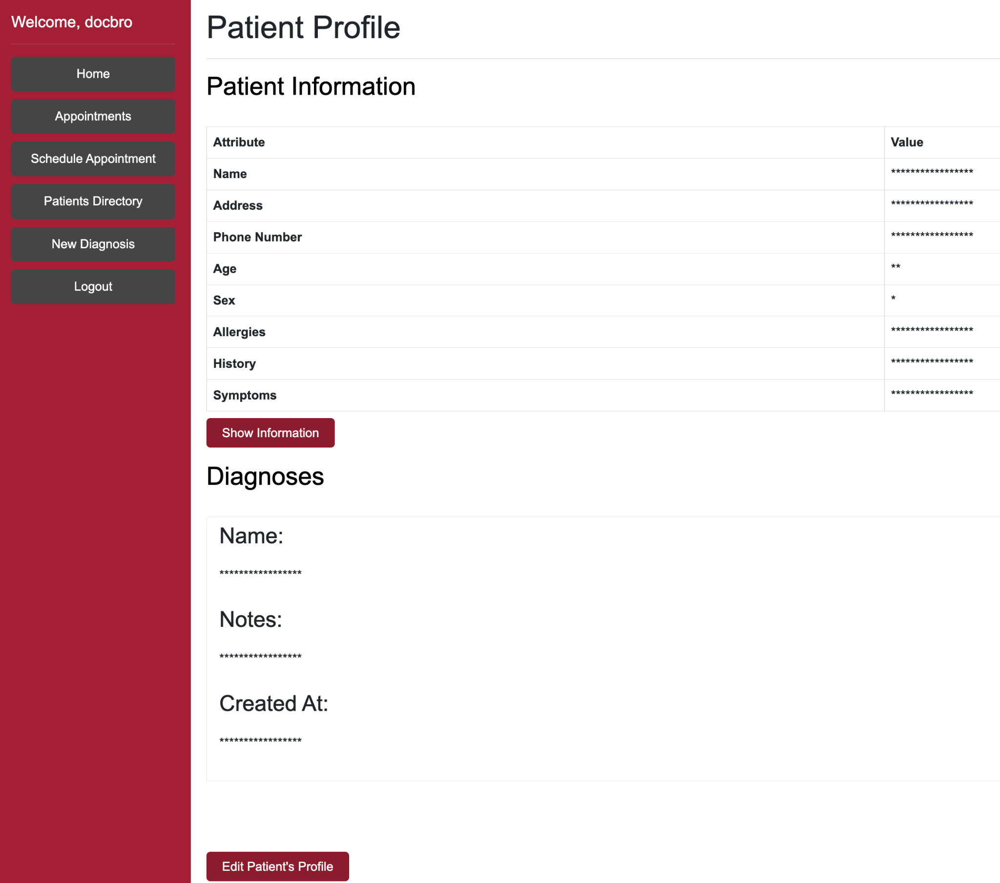 Welcome, docbro
Home
Appointments
Schedule Appointment
Patients Directory
New Diagnosis
Logout
Patient Profile
Patient Information
Attribute Value
Name *****************
Address *****************
Phone Number *****************
Age **
Sex *
Allergies *****************
History *****************
Symptoms *****************
Show Information
Diagnoses
Name:
*****************
Notes:
*****************
Created At:
*****************
Edit Patient's Profile